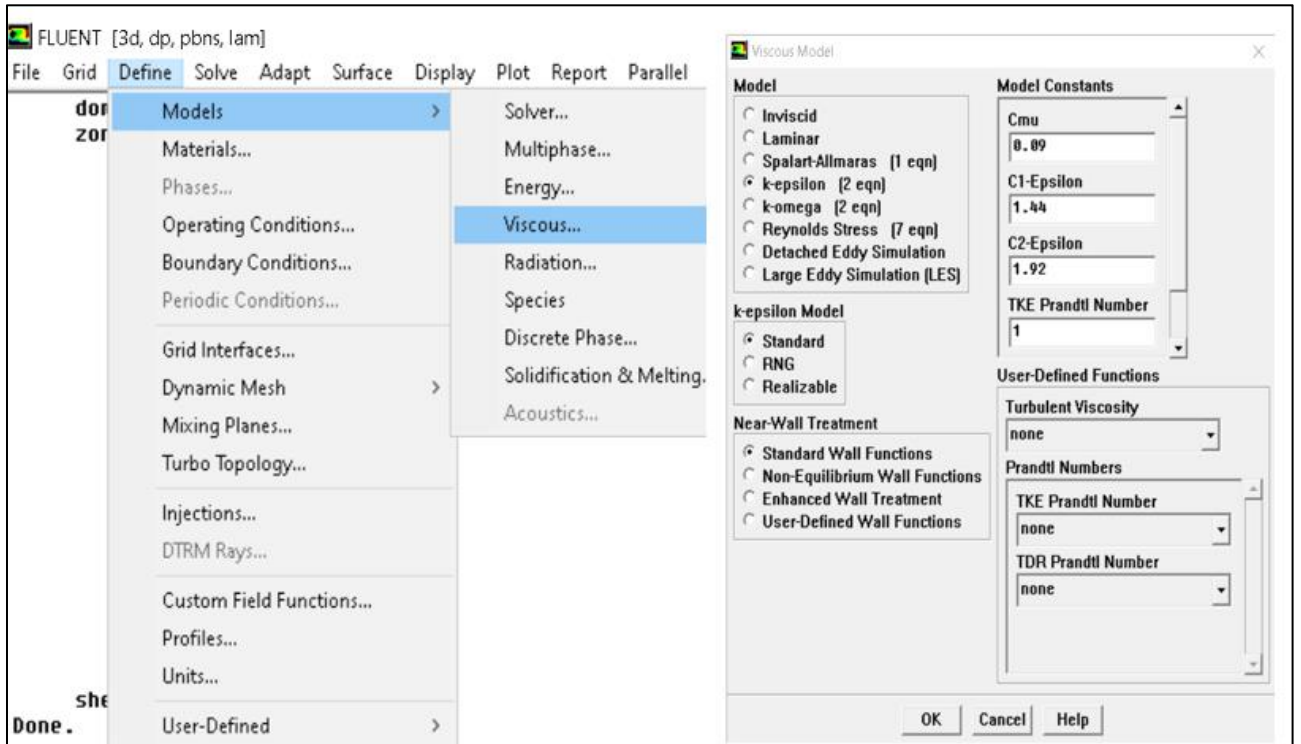 FLUENT [3d, dp, pbns, lam]
File Grid Define Solve Adapt Surface Display Plot Report Parallel
dor
zor
she
Done.
Models >
Materials...
Phases...
Operating Conditions...
Boundary Conditions...
Periodic Conditions...
Grid Interfaces...
Dynamic Mesh >
Mixing Planes...
Turbo Topology...
Injections...
DTRM Rays...
Custom Field Functions...
Profiles...
Units...
User-Defined >
Solver...
Multiphase...
Energy...
Viscous...
Radiation...
Species
Discrete Phase...
Solidification & Melting.
Acoustics...
Viscous Model
Model
Inviscid
Laminar
Spalart-Allmaras (1 eqn)
k-epsilon (2 eqn)
k-omega (2 eqn)
Reynolds Stress (7 eqn)
Detached Eddy Simulation
Large Eddy Simulation (LES)
k-epsilon Model
Standard
RNG
Realizable
Near-Wall Treatment
Standard Wall Functions
Non-Equilibrium Wall Functions
Enhanced Wall Treatment
User-Defined Wall Functions
Model Constants
Cmu
0.09
C1-Epsilon
1.44
C2-Epsilon
1.92
TKE Prandtl Number
1
User-Defined Functions
Turbulent Viscosity
none
Prandtl Numbers
TKE Prandtl Number
none
TDR Prandtl Number
none
OK Cancel Help